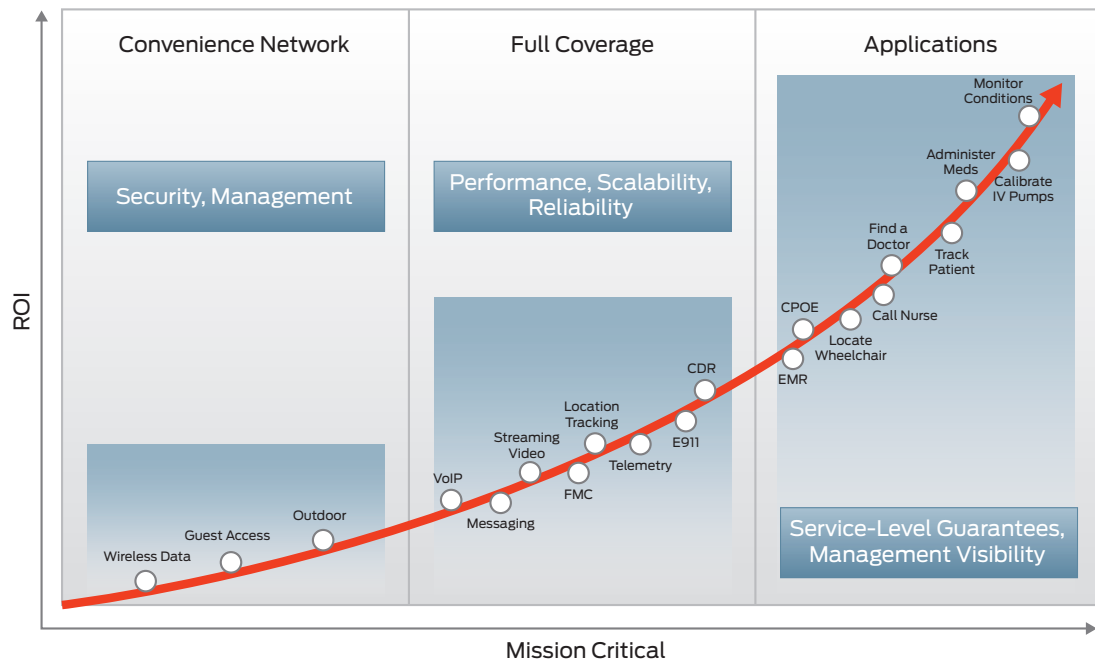 Convenience Network
Full Coverage
Applications
Security, Management
Performance, Scalability,
Reliability
Service-Level Guarantees,
Management Visibility
ROI
Wireless Data
Guest Access
Outdoor
VoIP
Messaging
Streaming
Video
FMC
Location
Tracking
Telemetry
E911
CDR
EMR
CPOE
Locate
Wheelchair
Call Nurse
Find a
Doctor
Track
Patient
Administer
Meds
Calibrate
IV Pumps
Monitor
Conditions
Mission Critical